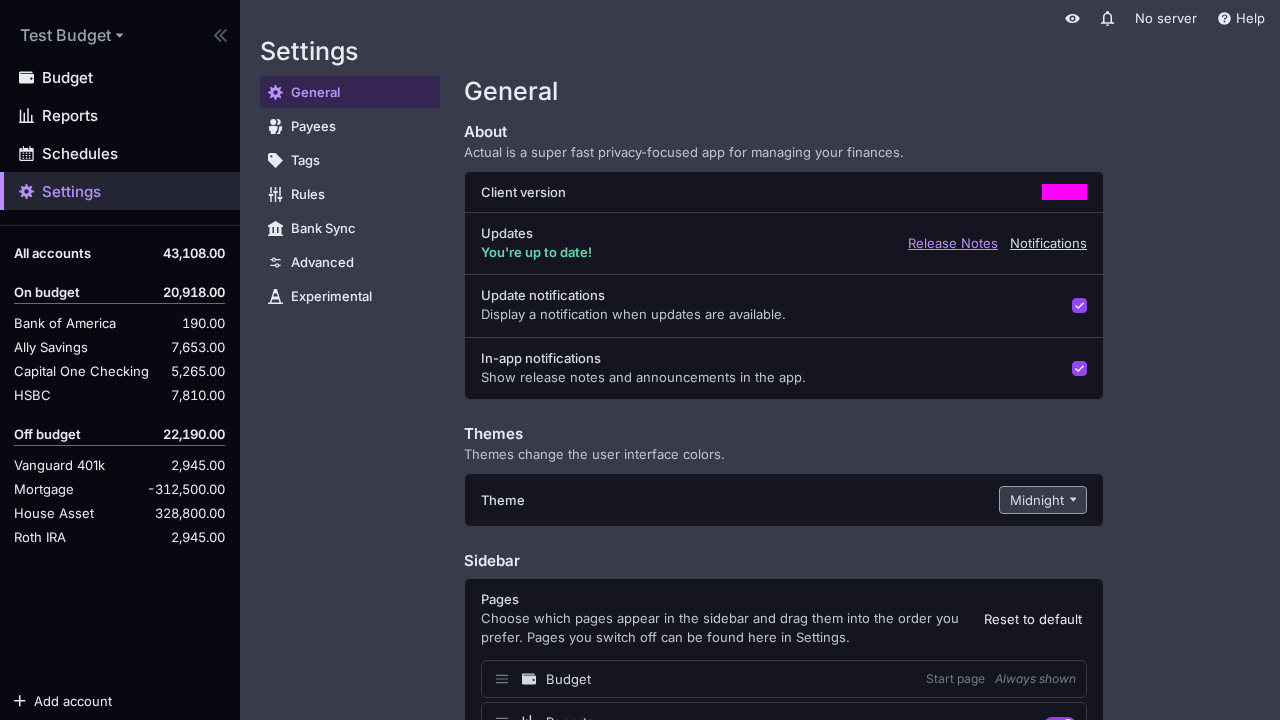 Test Budget
Budget
Reports
Schedules
Settings
All accounts 43,108.00
On budget 20,918.00
Bank of America 190.00
Ally Savings 7,653.00
Capital One Checking 5,265.00
HSBC 7,810.00
Off budget 22,190.00
Vanguard 401k 2,945.00
Mortgage -312,500.00
House Asset 328,800.00
Roth IRA 2,945.00
Add account
No server Help
Settings
General
Payees
Tags
Rules
Bank Sync
Advanced
Experimental
General
About
Actual is a super fast privacy-focused app for managing your finances.
Client version
Updates
You're up to date!
Release Notes Notifications
Update notifications
Display a notification when updates are available.
In-app notifications
Show release notes and announcements in the app.
Themes
Themes change the user interface colors.
Theme Midnight
Sidebar
Pages
Choose which pages appear in the sidebar and drag them into the order you
prefer. Pages you switch off can be found here in Settings.
Reset to default
Budget Start page Always shown
Reports